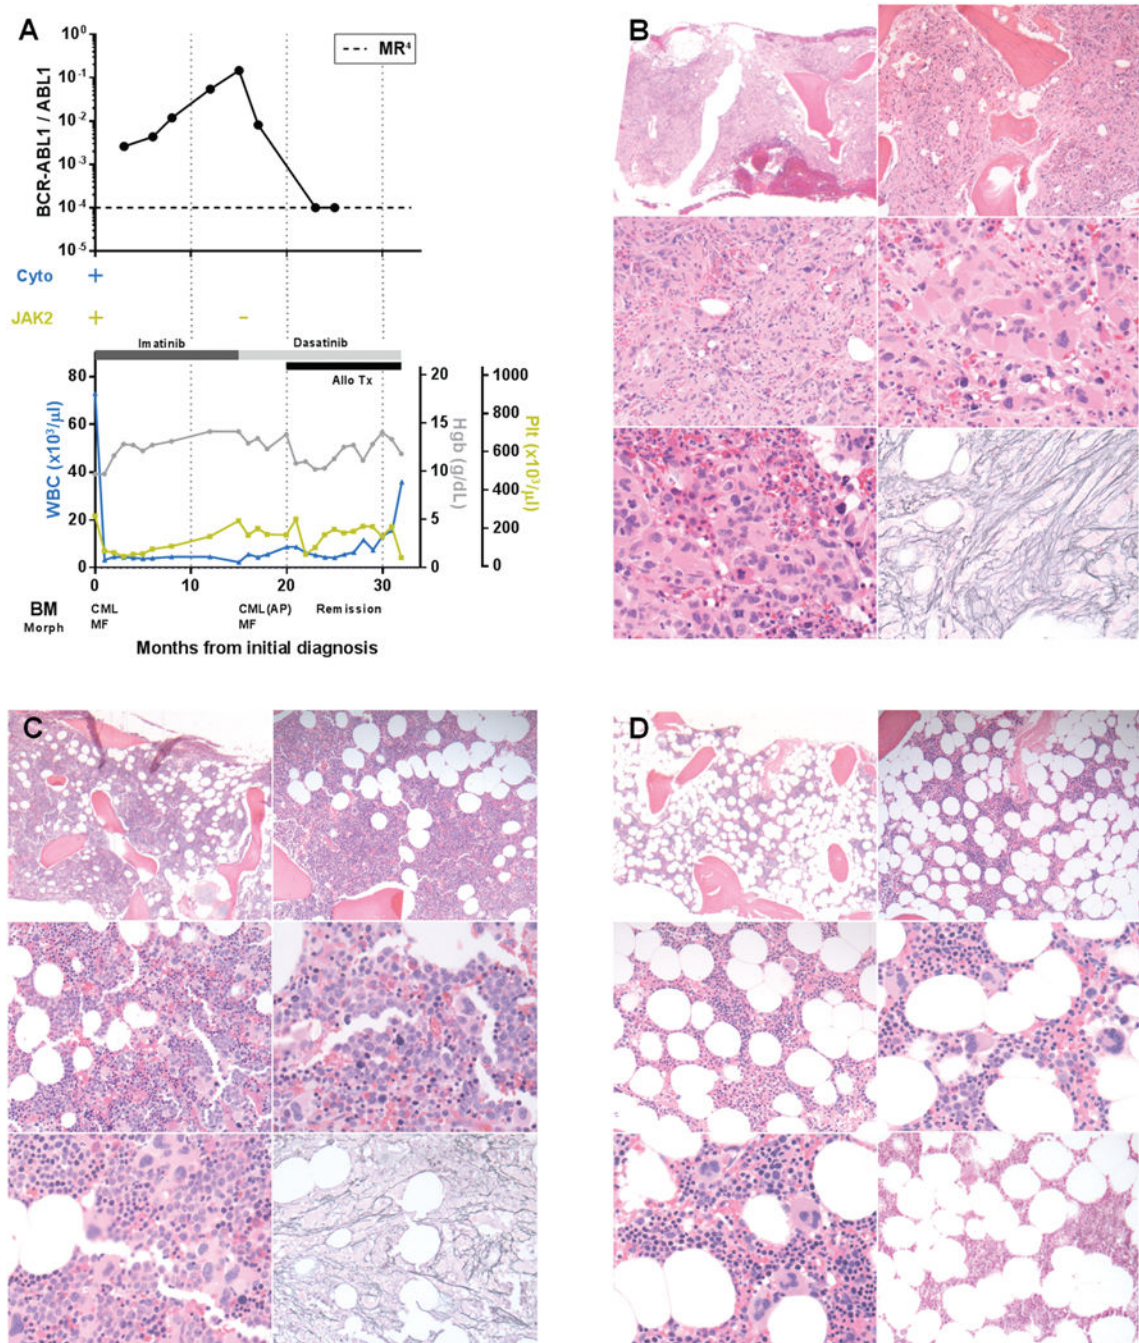 A
10⁰
10⁻¹
10⁻²
10⁻³
10⁻⁴
10⁻⁵
BCR-ABL1 / ABL1
MR⁴
Cyto
+
JAK2
+
-
Imatinib
Dasatinib
Allo Tx
80
60
40
20
0
WBC (x10³/µl)
20
15
10
5
0
Hgb (g/dL)
1000
800
600
400
200
0
Plt (x10³/µl)
0
10
20
30
BM
Morph
CML
MF
CML(AP)
MF
Remission
Months from initial diagnosis
B
C
D